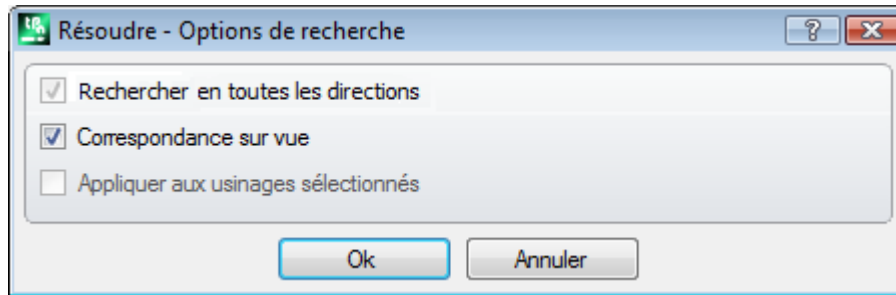 Résoudre - Options de recherche
Rechercher en toutes les directions
Correspondance sur vue
Appliquer aux usinages sélectionnés
Ok
Annuler